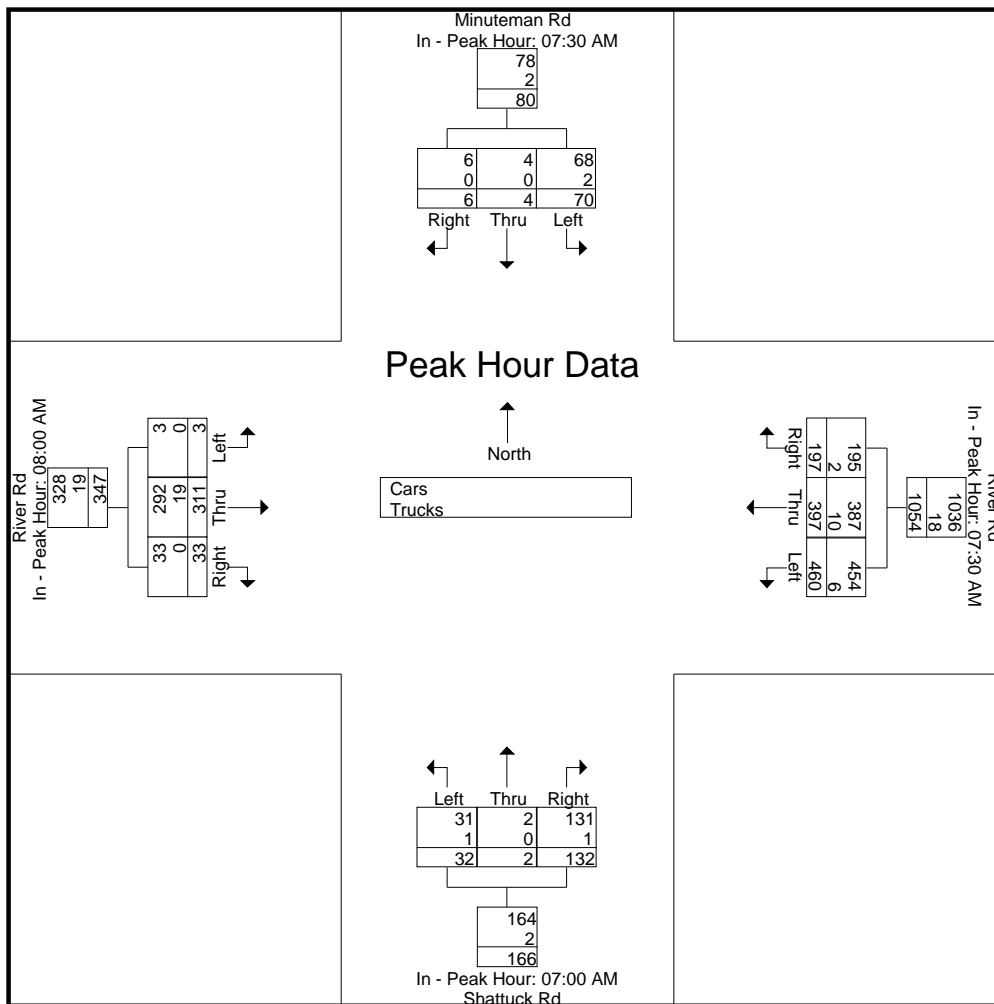 Minuteman Rd
In - Peak Hour: 07:30 AM
78
2
80
6 4 68
0 0 2
6 4 70
Right Thru Left
Peak Hour Data
North
Cars
Trucks
River Rd
In - Peak Hour: 08:00 AM
328
19
347
3 0 3
292 19 311
33 0 33
Left
Thru
Right
Right
Thru
Left
197 2 195
397 10 387
460 6 454
1054
18
1036
In - Peak Hour: 07:30 AM
River Rd
Left Thru Right
31 2 131
1 0 1
32 2 132
164
2
166
In - Peak Hour: 07:00 AM
Shattuck Rd